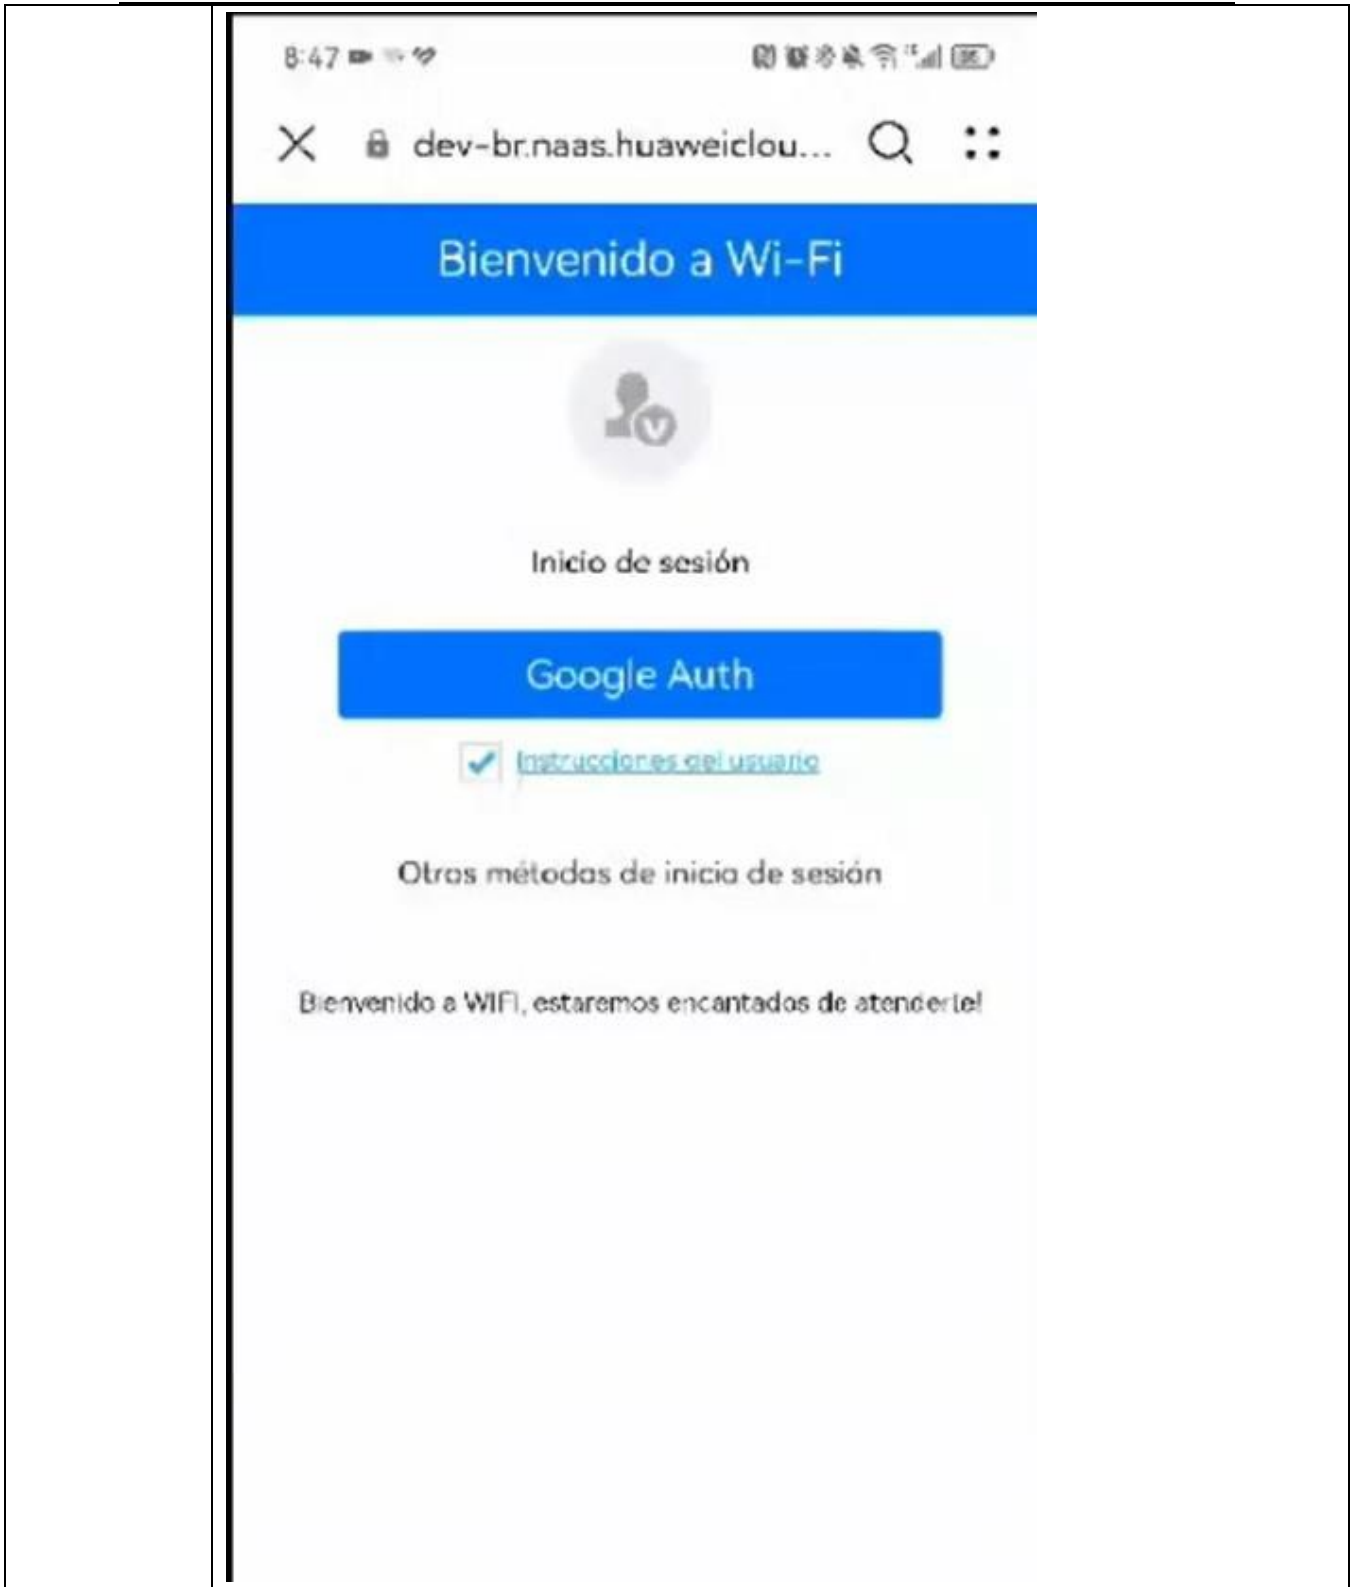 8:47
dev-br.naas.huaweiclou...
Bienvenido a Wi-Fi
Inicio de sesión
Google Auth
Instrucciones del usuario
Otros métodos de inicio de sesión
Bienvenido a WIFI, estaremos encantados de atenderle!